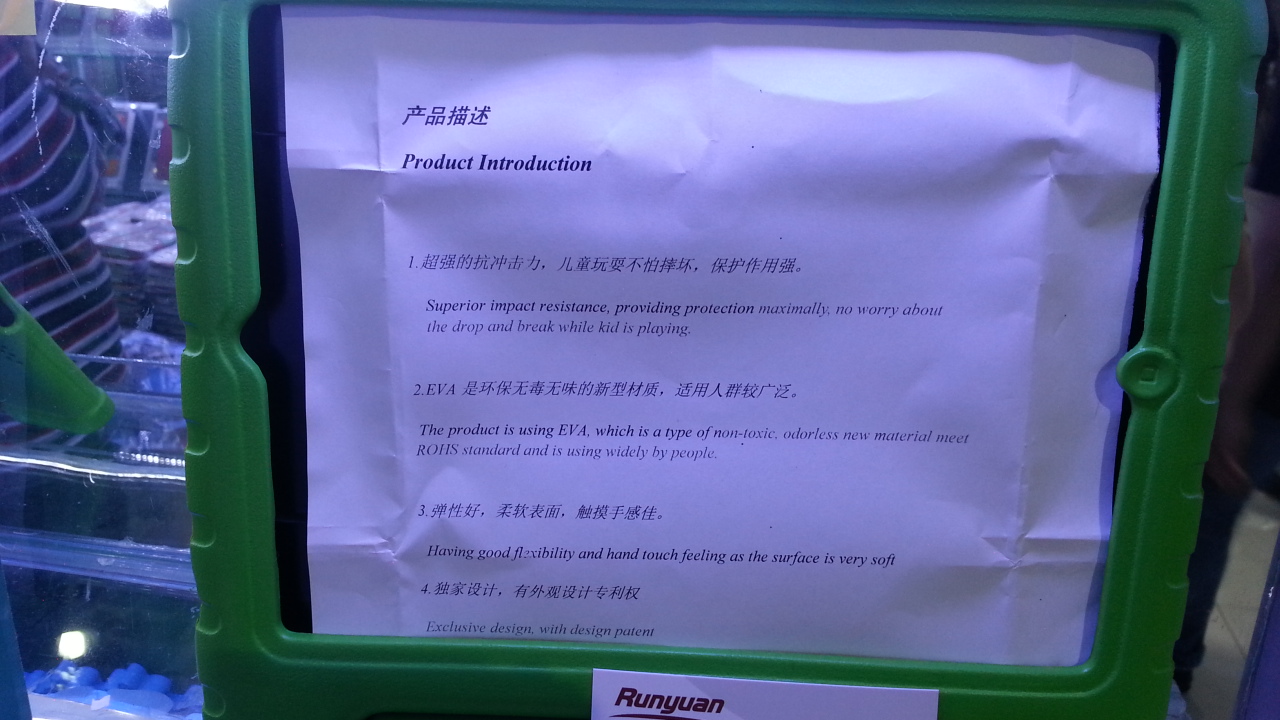 产品描述
Product Introduction
1.超强的抗冲击力，儿童玩耍不怕摔坏，保护作用强。
Superior impact resistance, providing protection maximally, no worry about
the drop and break while kid is playing.
2.EVA 是环保无毒无味的新型材质，适用人群较广泛。
The product is using EVA, which is a type of non-toxic, odorless new material meet
ROHS standard and is using widely by people.
3.弹性好，柔软表面，触摸手感佳。
Having good flexibility and hand touch feeling as the surface is very soft
4.独家设计，有外观设计专利权
Exclusive design, with design patent
Runyuan